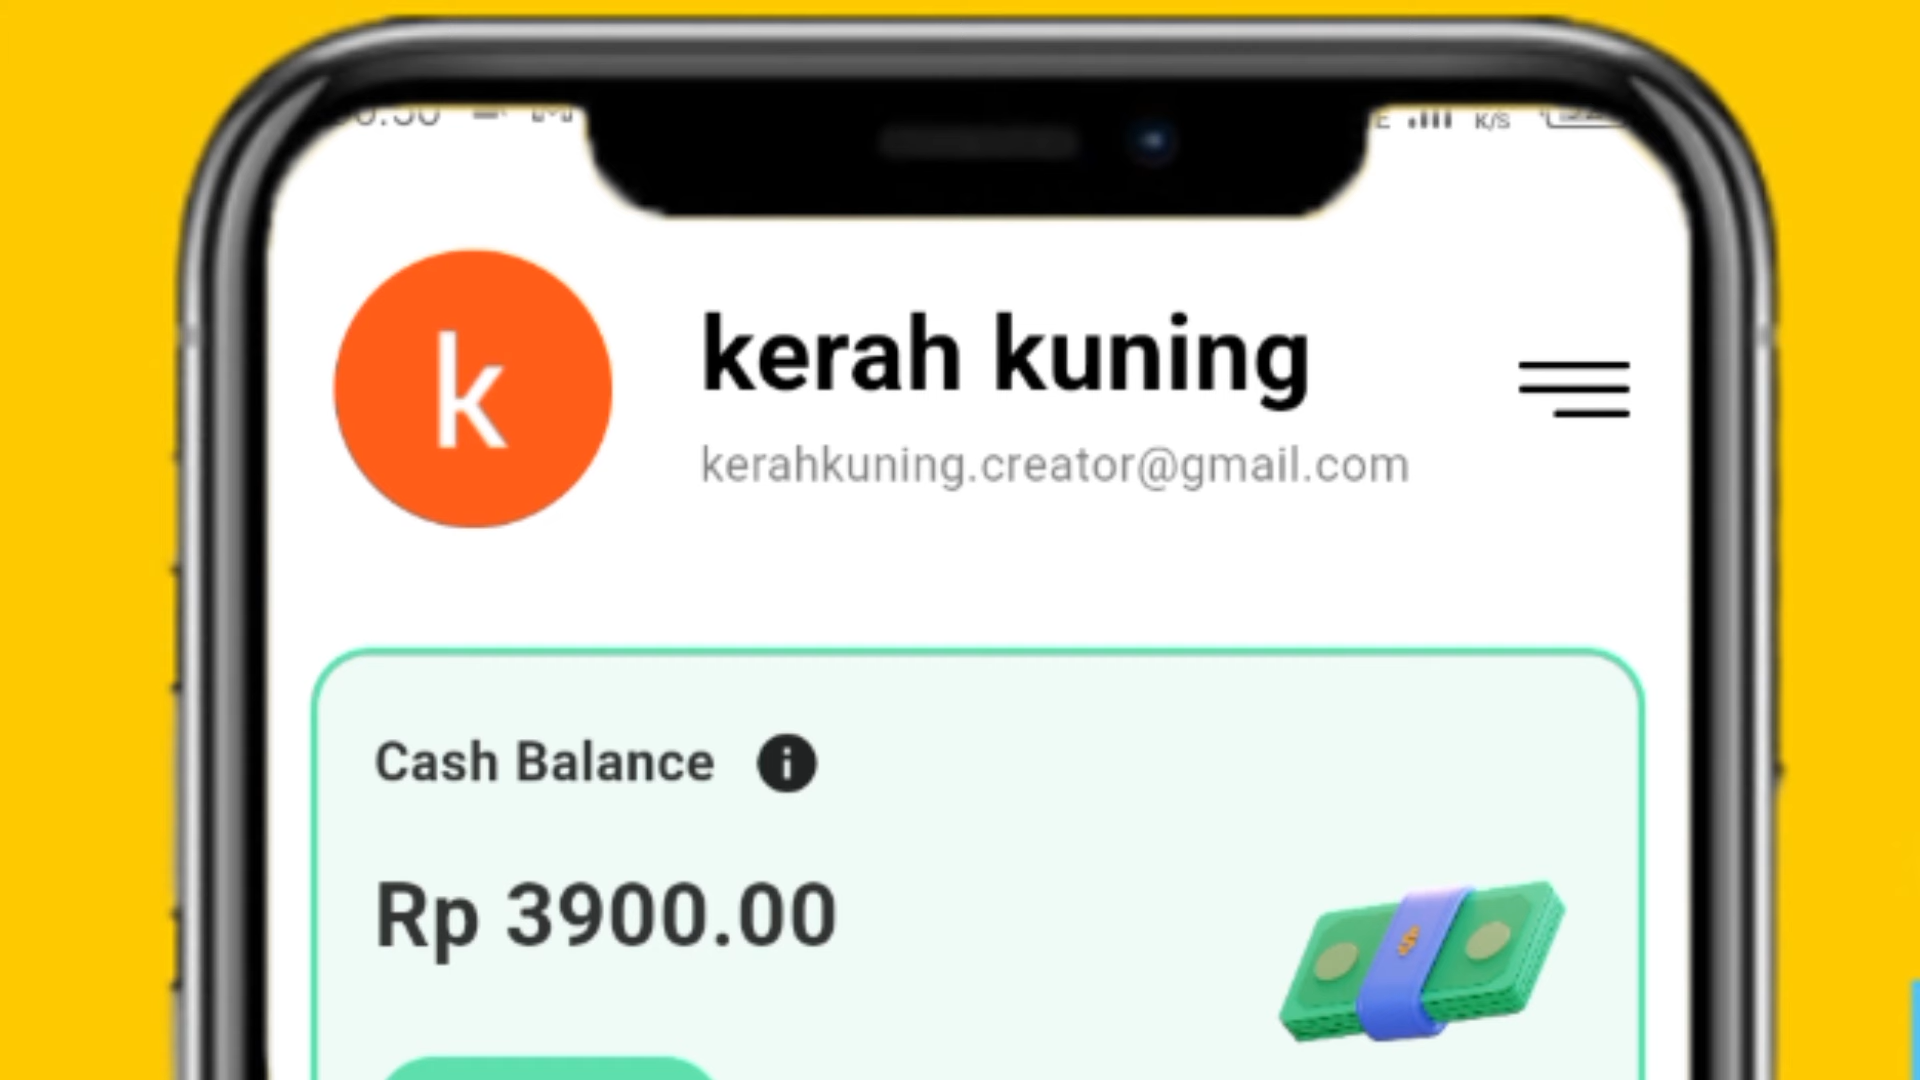 K/S
k
kerah kuning
kerahkuning.creator@gmail.com
Cash Balance
Rp 3900.00
$